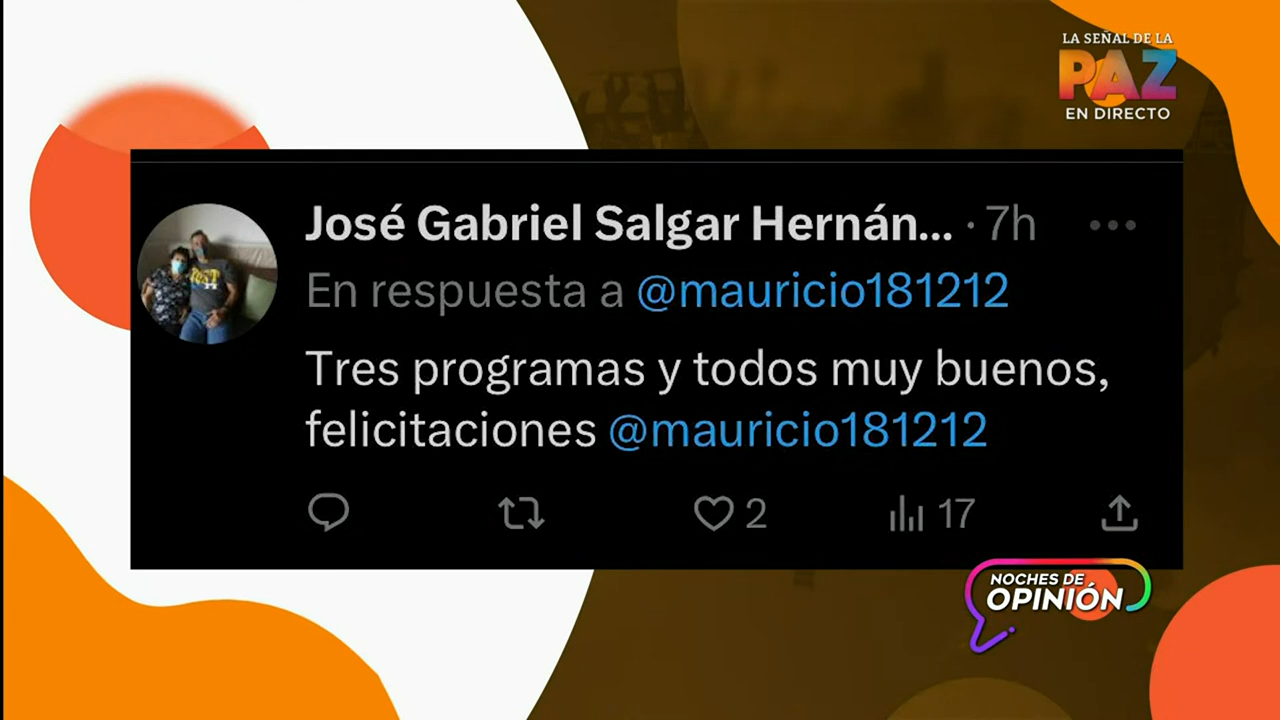 LA SEÑAL DE LA
PAZ
EN DIRECTO
José Gabriel Salgar Hernán... · 7h
En respuesta a @mauricio181212
Tres programas y todos muy buenos,
felicitaciones @mauricio181212
2
17
NOCHES DE
OPINIÓN